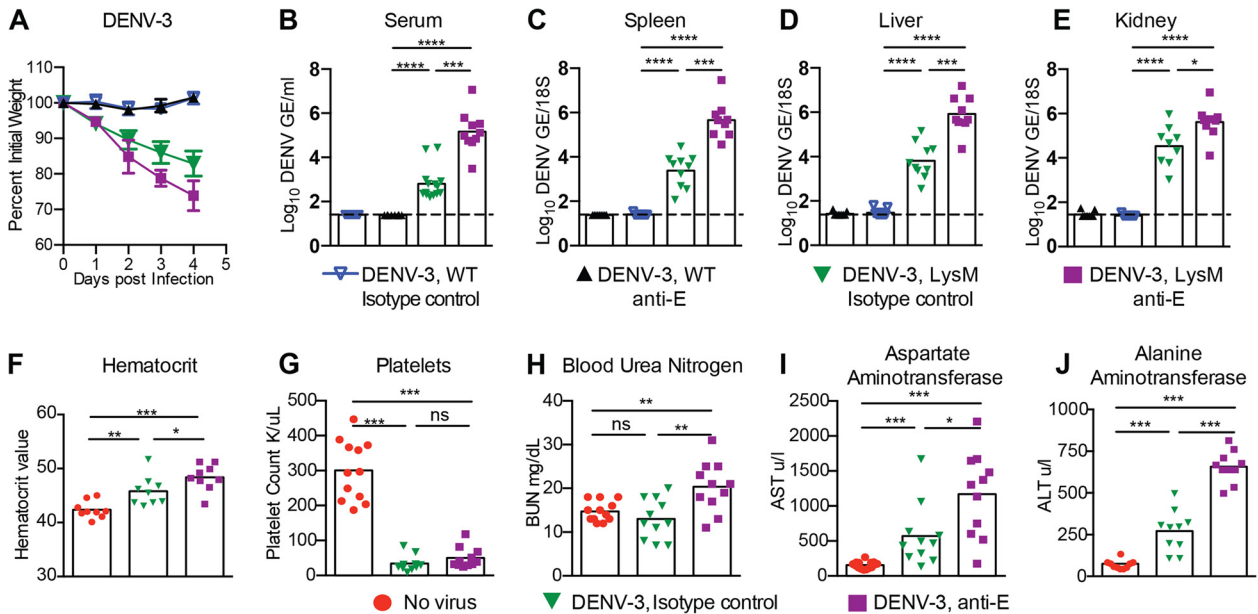 A
DENV-3
Percent Initial Weight
110
100
90
80
70
60
0 1 2 3 4 5
Days post Infection
B
Serum
****
**** ***
Log10 DENV GE/ml
8
6
4
2
0
C
Spleen
****
**** ***
Log10 DENV GE/18S
8
6
4
2
0
D
Liver
****
**** ***
Log10 DENV GE/18S
8
6
4
2
0
E
Kidney
****
**** *
Log10 DENV GE/18S
8
6
4
2
0
DENV-3, WT
Isotype control
DENV-3, WT
anti-E
DENV-3, LysM
Isotype control
DENV-3, LysM
anti-E
F
Hematocrit
***
** *
Hematocrit value
60
50
40
30
G
Platelets
***
*** ns
Platelet Count K/uL
500
400
300
200
100
0
H
Blood Urea Nitrogen
**
ns **
BUN mg/dL
40
30
20
10
0
I
Aspartate
Aminotransferase
***
*** *
AST u/l
2500
2000
1500
1000
500
0
J
Alanine
Aminotransferase
***
*** ***
ALT u/l
1000
750
500
250
0
No virus
DENV-3, Isotype control
DENV-3, anti-E